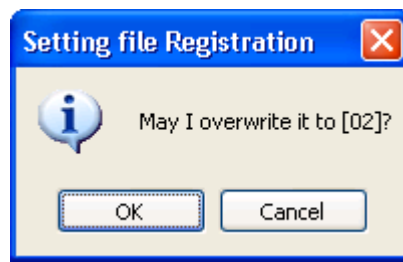 Setting file Registration
May I overwrite it to [02]?
OK
Cancel